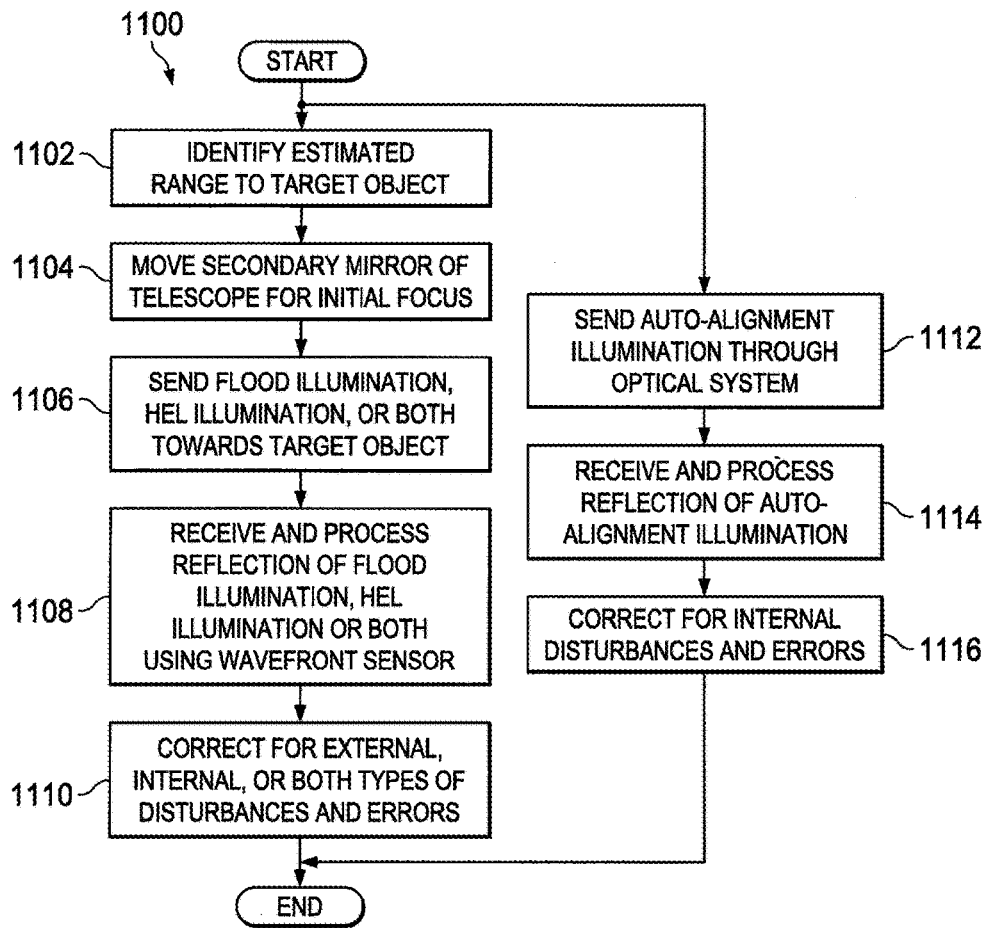 1100
START
1102
IDENTIFY ESTIMATED
RANGE TO TARGET OBJECT
1104
MOVE SECONDARY MIRROR OF
TELESCOPE FOR INITIAL FOCUS
1106
SEND FLOOD ILLUMINATION,
HEL ILLUMINATION, OR BOTH
TOWARDS TARGET OBJECT
1108
RECEIVE AND PROCESS
REFLECTION OF FLOOD
ILLUMINATION, HEL
ILLUMINATION OR BOTH
USING WAVEFRONT SENSOR
1110
CORRECT FOR EXTERNAL,
INTERNAL, OR BOTH TYPES OF
DISTURBANCES AND ERRORS
SEND AUTO-ALIGNMENT
ILLUMINATION THROUGH
OPTICAL SYSTEM
1112
RECEIVE AND PROCESS
REFLECTION OF AUTO-
ALIGNMENT ILLUMINATION
1114
CORRECT FOR INTERNAL
DISTURBANCES AND ERRORS
1116
END